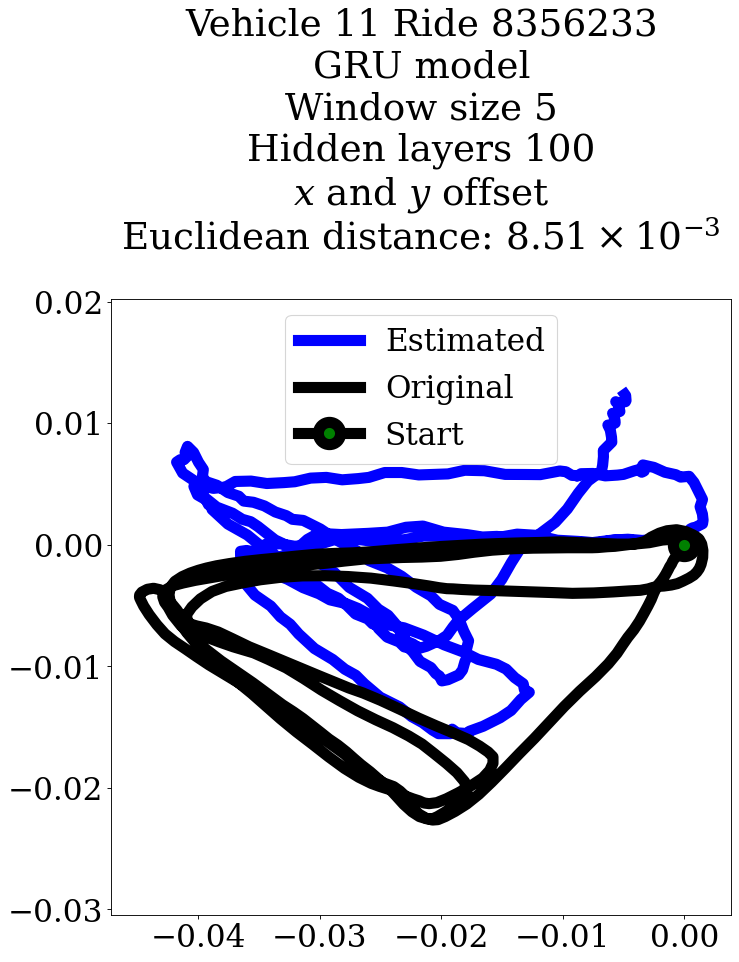 Vehicle 11 Ride 8356233
GRU model
Window size 5
Hidden layers 100
x and y offset
Euclidean distance: 8.51 × 10⁻³
0.02
0.01
0.00
−0.01
−0.02
−0.03
Estimated
Original
Start
−0.04 −0.03 −0.02 −0.01 0.00